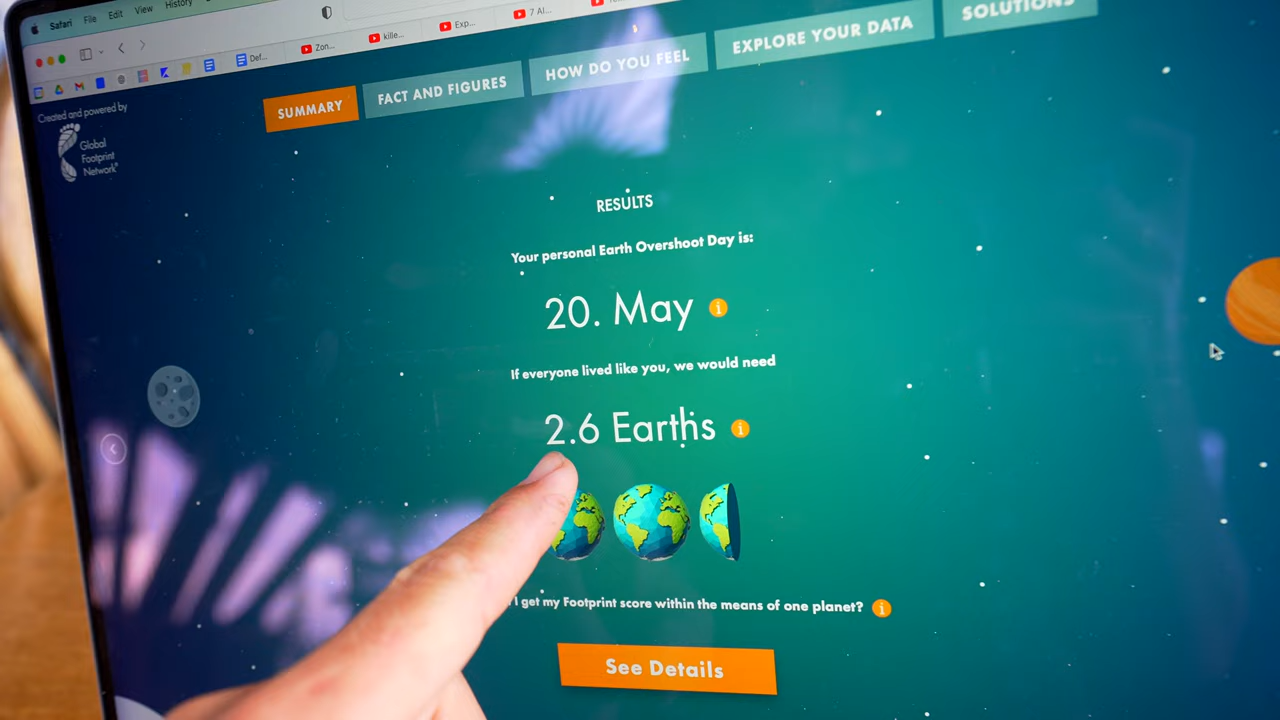 Safari File Edit View History
Def...
Zon...
kille...
Exp...
7 Al...
SUMMARY
FACT AND FIGURES
HOW DO YOU FEEL
EXPLORE YOUR DATA
SOLUTIONS
Created and powered by
Global
Footprint
Network
RESULTS
Your personal Earth Overshoot Day is:
20. May
If everyone lived like you, we would need
2.6 Earths
I get my Footprint score within the means of one planet?
See Details